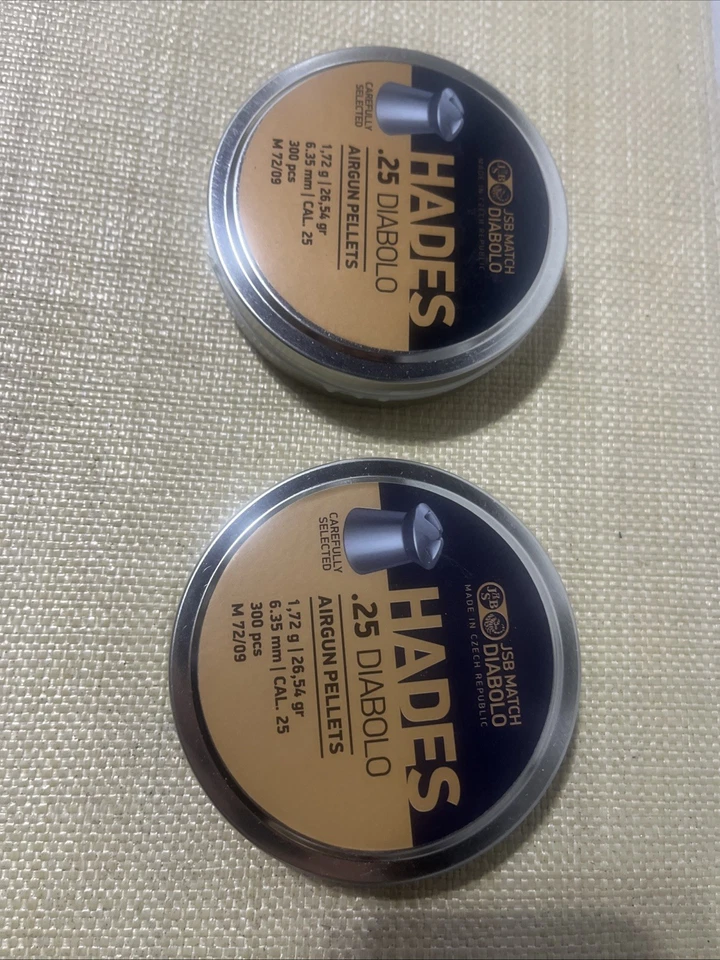 JSB MATCH
DIABOLO
MADE IN CZECH REPUBLIC
HADES
.25 DIABOLO
AIRGUN PELLETS
CAREFULLY
SELECTED
1,72 g | 26,54 gr
6.35 mm | CAL. 25
300 pcs
M 72/09
JSB
JSB MATCH
DIABOLO
MADE IN CZECH REPUBLIC
HADES
.25 DIABOLO
AIRGUN PELLETS
CAREFULLY
SELECTED
1,72 g | 26,54 gr
6.35 mm | CAL. 25
300 pcs
M 72/09